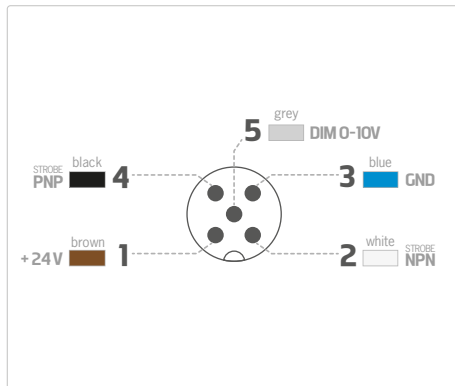 grey
5 DIM 0-10V
black
STROBE
PNP 4
blue
3 GND
brown
+24V 1
white
2 STROBE
NPN